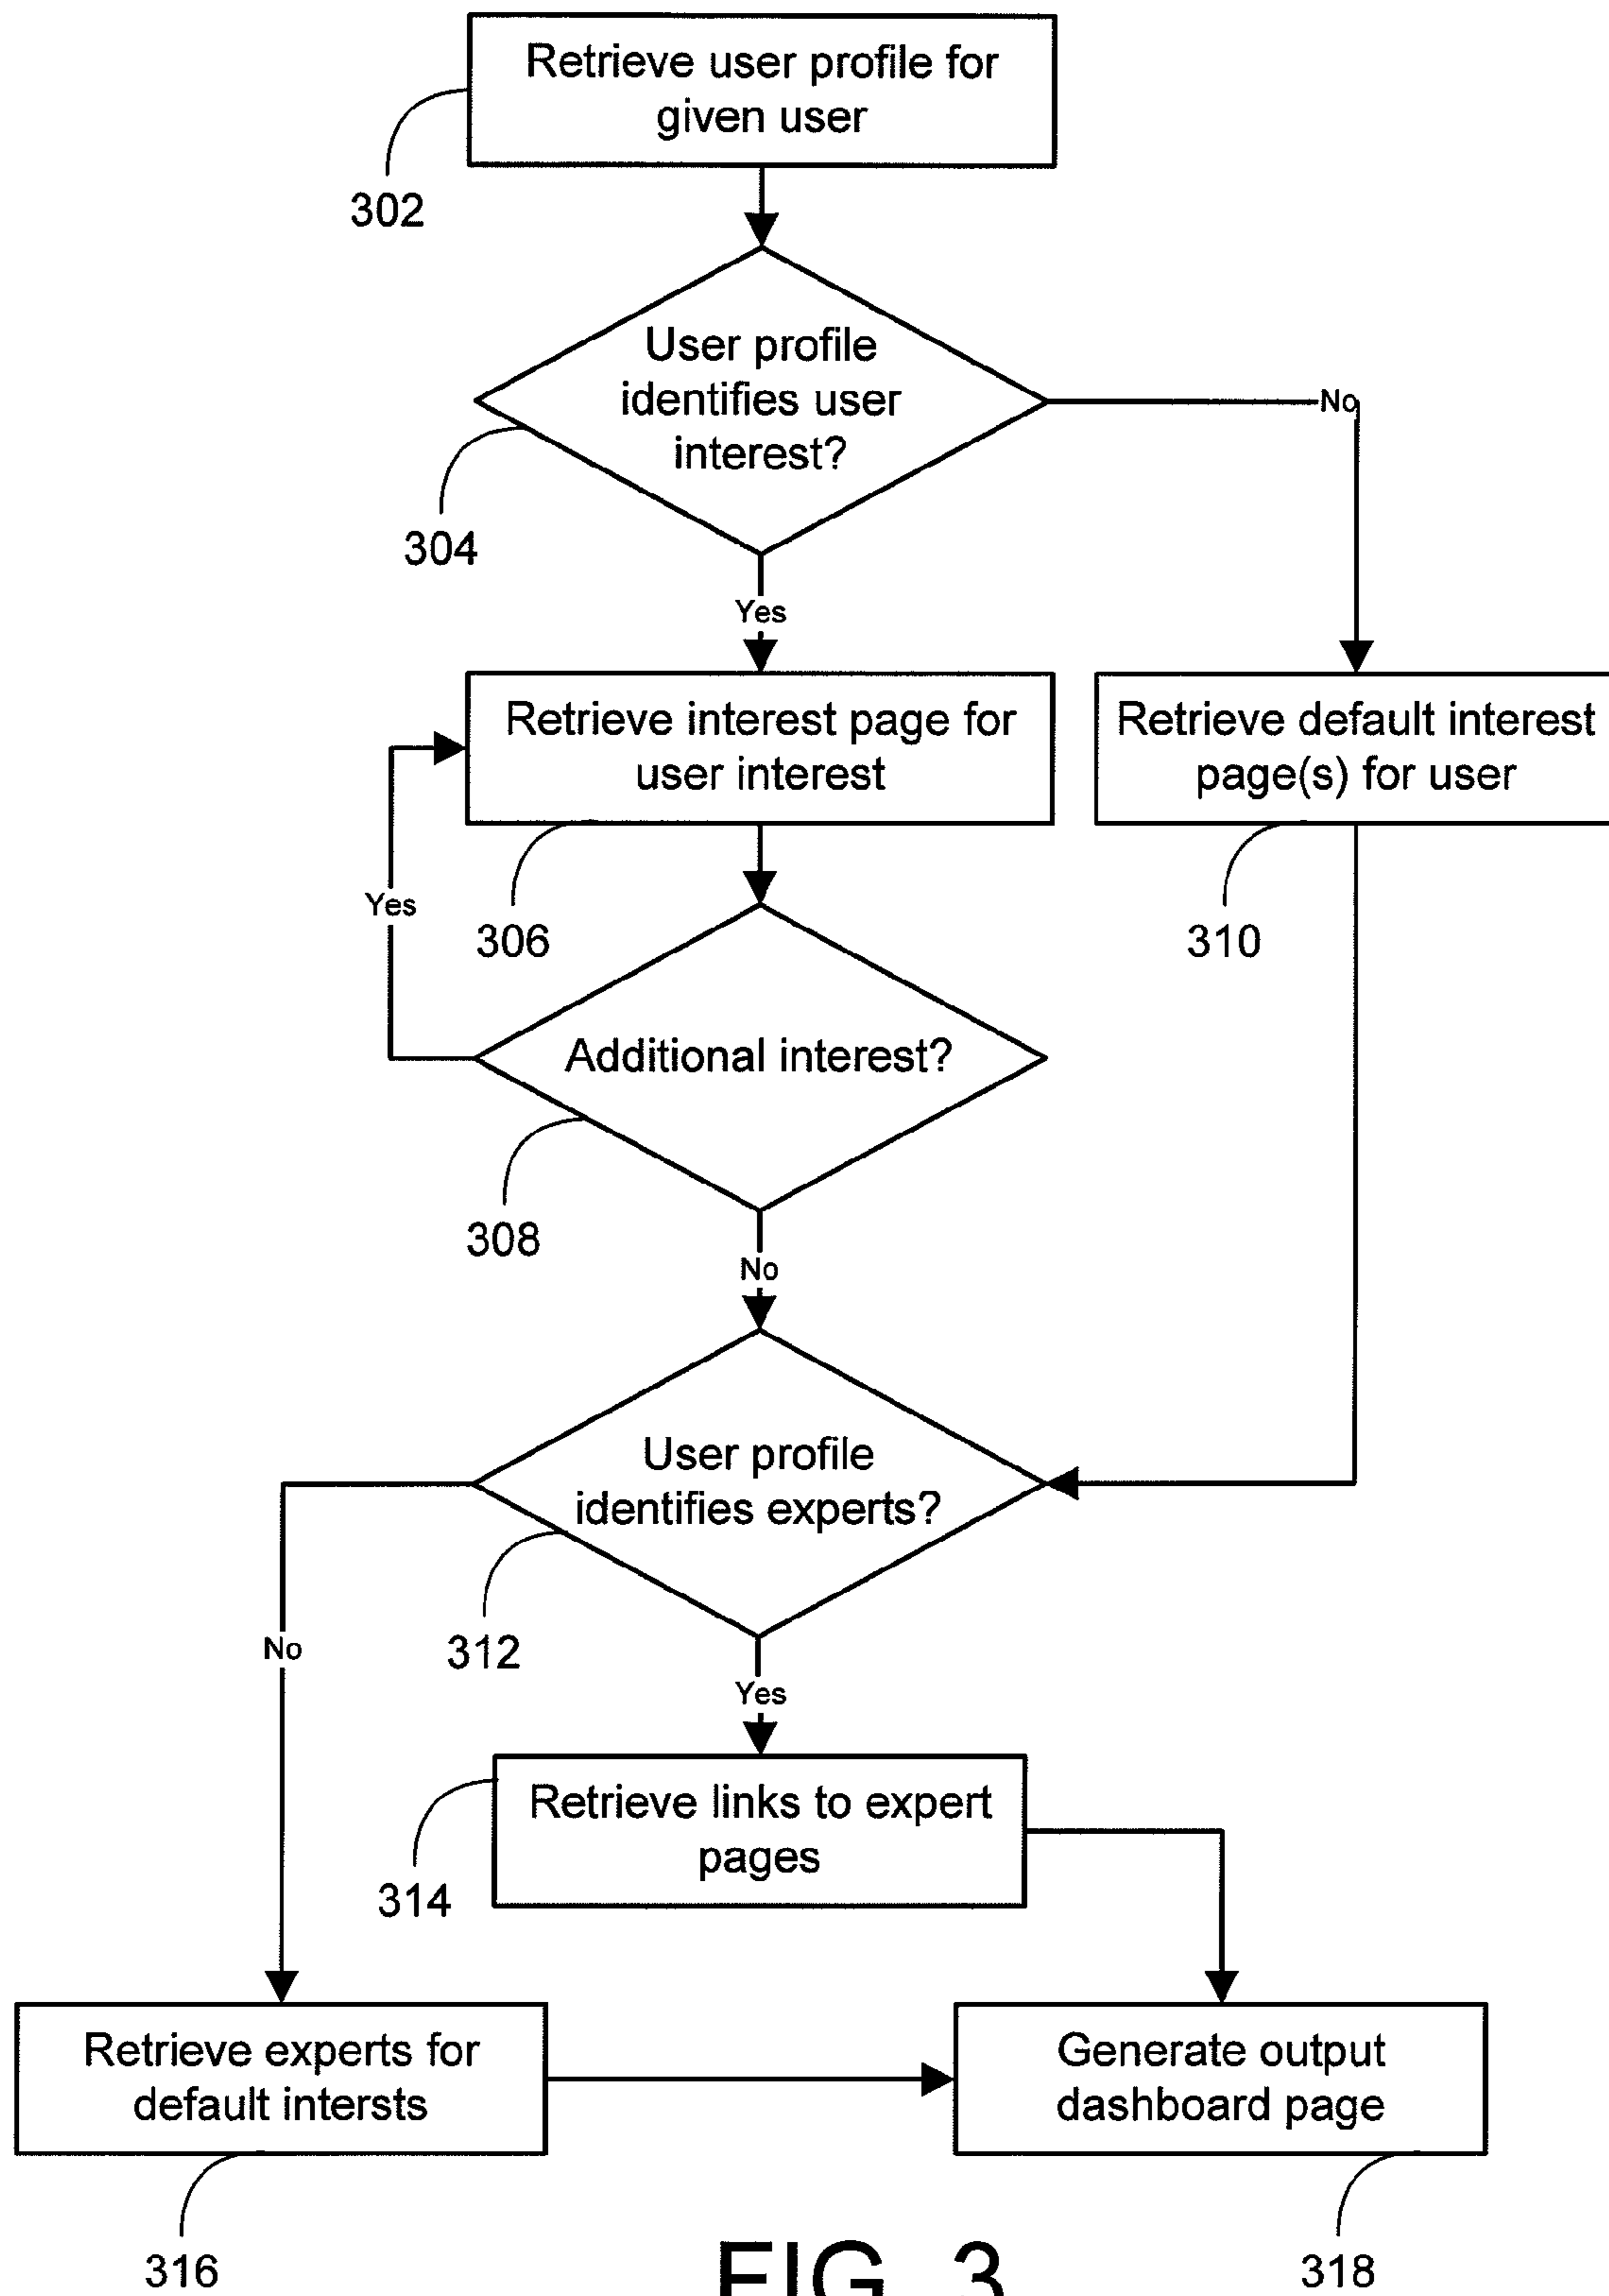 Retrieve user profile for
given user
302
User profile
identifies user
interest?
No
304
Yes
Retrieve interest page for
user interest
Retrieve default interest
page(s) for user
Yes
306
310
Additional interest?
308
No
User profile
identifies experts?
312
No
Yes
Retrieve links to expert
pages
314
Retrieve experts for
default intersts
Generate output
dashboard page
316
318
FIG. 3